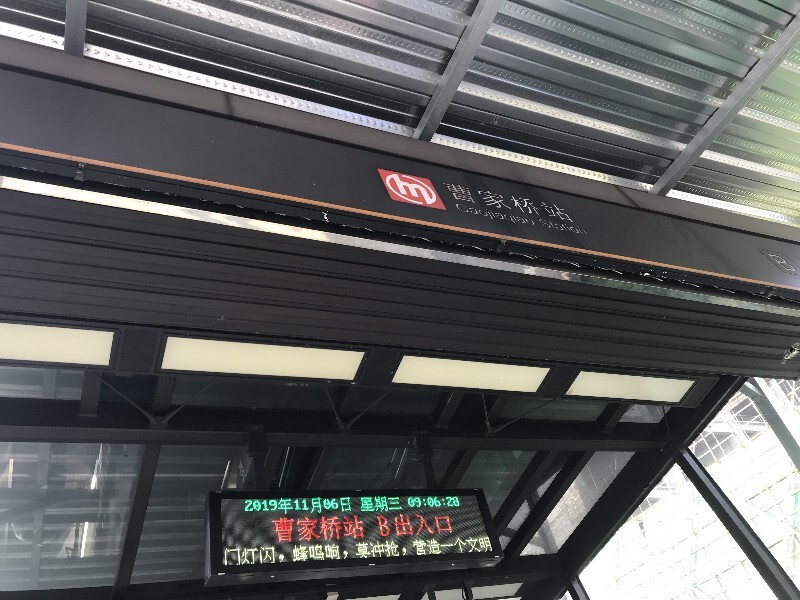 曹家桥站
Caojiaqiao Station
2019年11月06日 星期三 09:06:28
曹家桥站 B出入口
门灯闪，蜂鸣响，莫冲抢，营造一个文明